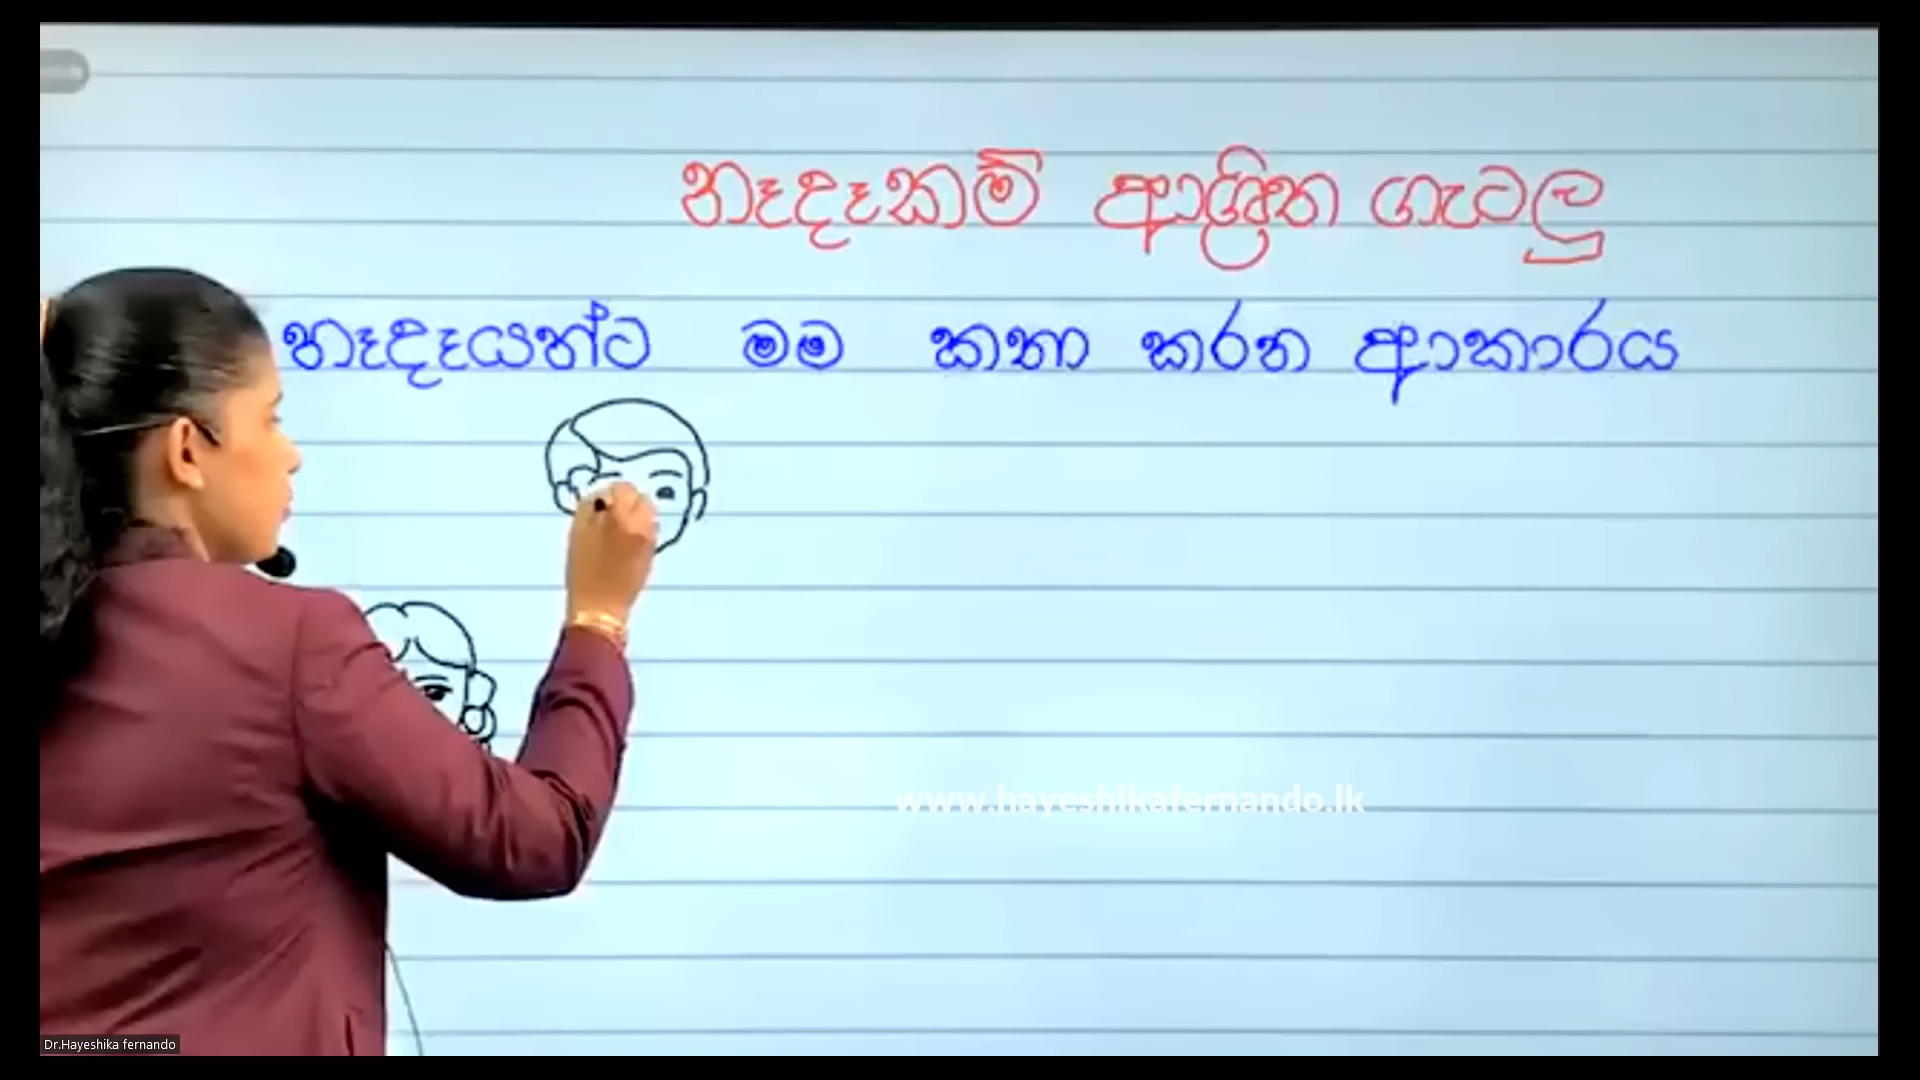 නෑදෑකම් ආශ්‍රිත ගැටලු
නෑදෑයන්ට මම කතා කරන ආකාරය
www.hayeshikafernando.lk
Dr.Hayeshika fernando